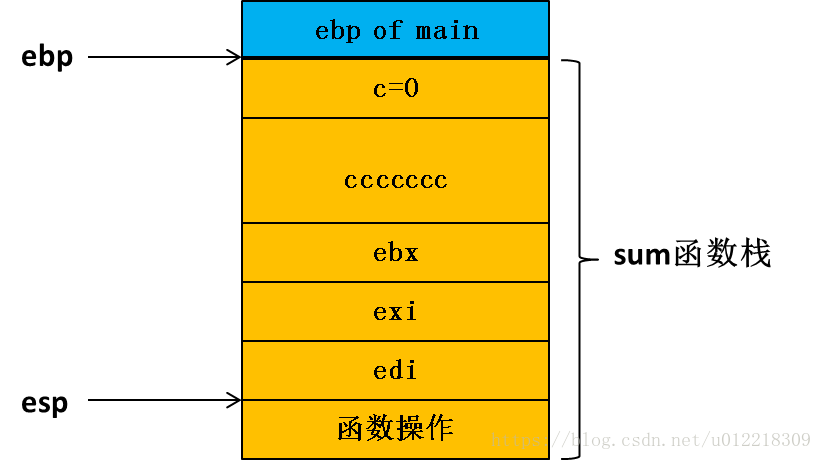 ebp of main
ebp
c=0
ccccccc
ebx
sum函数栈
exi
edi
esp
函数操作
https://blog.csdn.net/u012218309